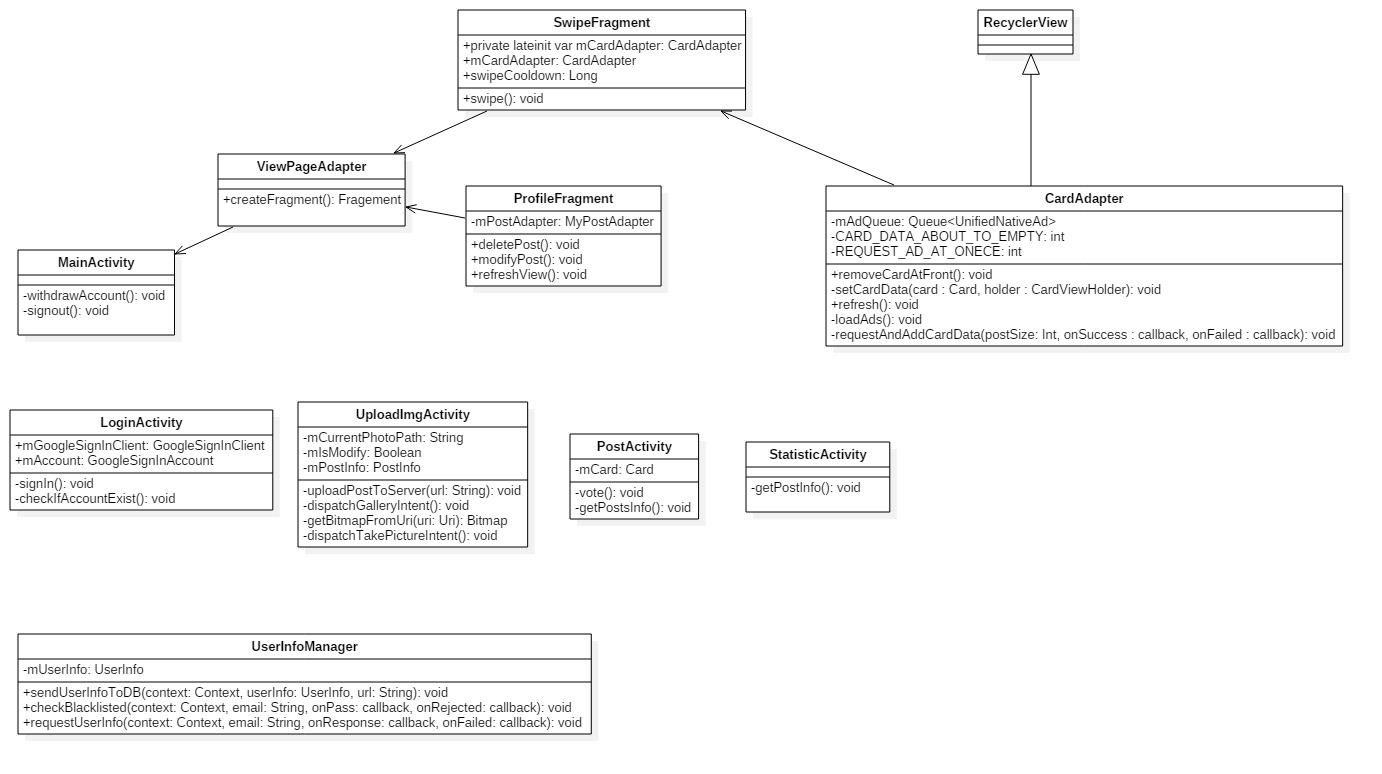 SwipeFragment
+private lateinit var mCardAdapter: CardAdapter
+mCardAdapter: CardAdapter
+swipeCooldown: Long
+swipe(): void
RecyclerView
ViewPageAdapter
+createFragment(): Fragement
ProfileFragment
-mPostAdapter: MyPostAdapter
+deletePost(): void
+modifyPost(): void
+refreshView(): void
CardAdapter
-mAdQueue: Queue<UnifiedNativeAd>
-CARD_DATA_ABOUT_TO_EMPTY: int
-REQUEST_AD_AT_ONECE: int
+removeCardAtFront(): void
-setCardData(card : Card, holder : CardViewHolder): void
+refresh(): void
-loadAds(): void
-requestAndAddCardData(postSize: Int, onSuccess : callback, onFailed : callback): void
MainActivity
-withdrawAccount(): void
-signout(): void
LoginActivity
+mGoogleSignInClient: GoogleSignInClient
+mAccount: GoogleSignInAccount
-signIn(): void
-checkIfAccountExist(): void
UploadImgActivity
-mCurrentPhotoPath: String
-mIsModify: Boolean
-mPostInfo: PostInfo
-uploadPostToServer(url: String): void
-dispatchGalleryIntent(): void
-getBitmapFromUri(uri: Uri): Bitmap
-dispatchTakePictureIntent(): void
PostActivity
-mCard: Card
-vote(): void
-getPostsInfo(): void
StatisticActivity
-getPostInfo(): void
UserInfoManager
-mUserInfo: UserInfo
+sendUserInfoToDB(context: Context, userInfo: UserInfo, url: String): void
+checkBlacklisted(context: Context, email: String, onPass: callback, onRejected: callback): void
+requestUserInfo(context: Context, email: String, onResponse: callback, onFailed: callback): void